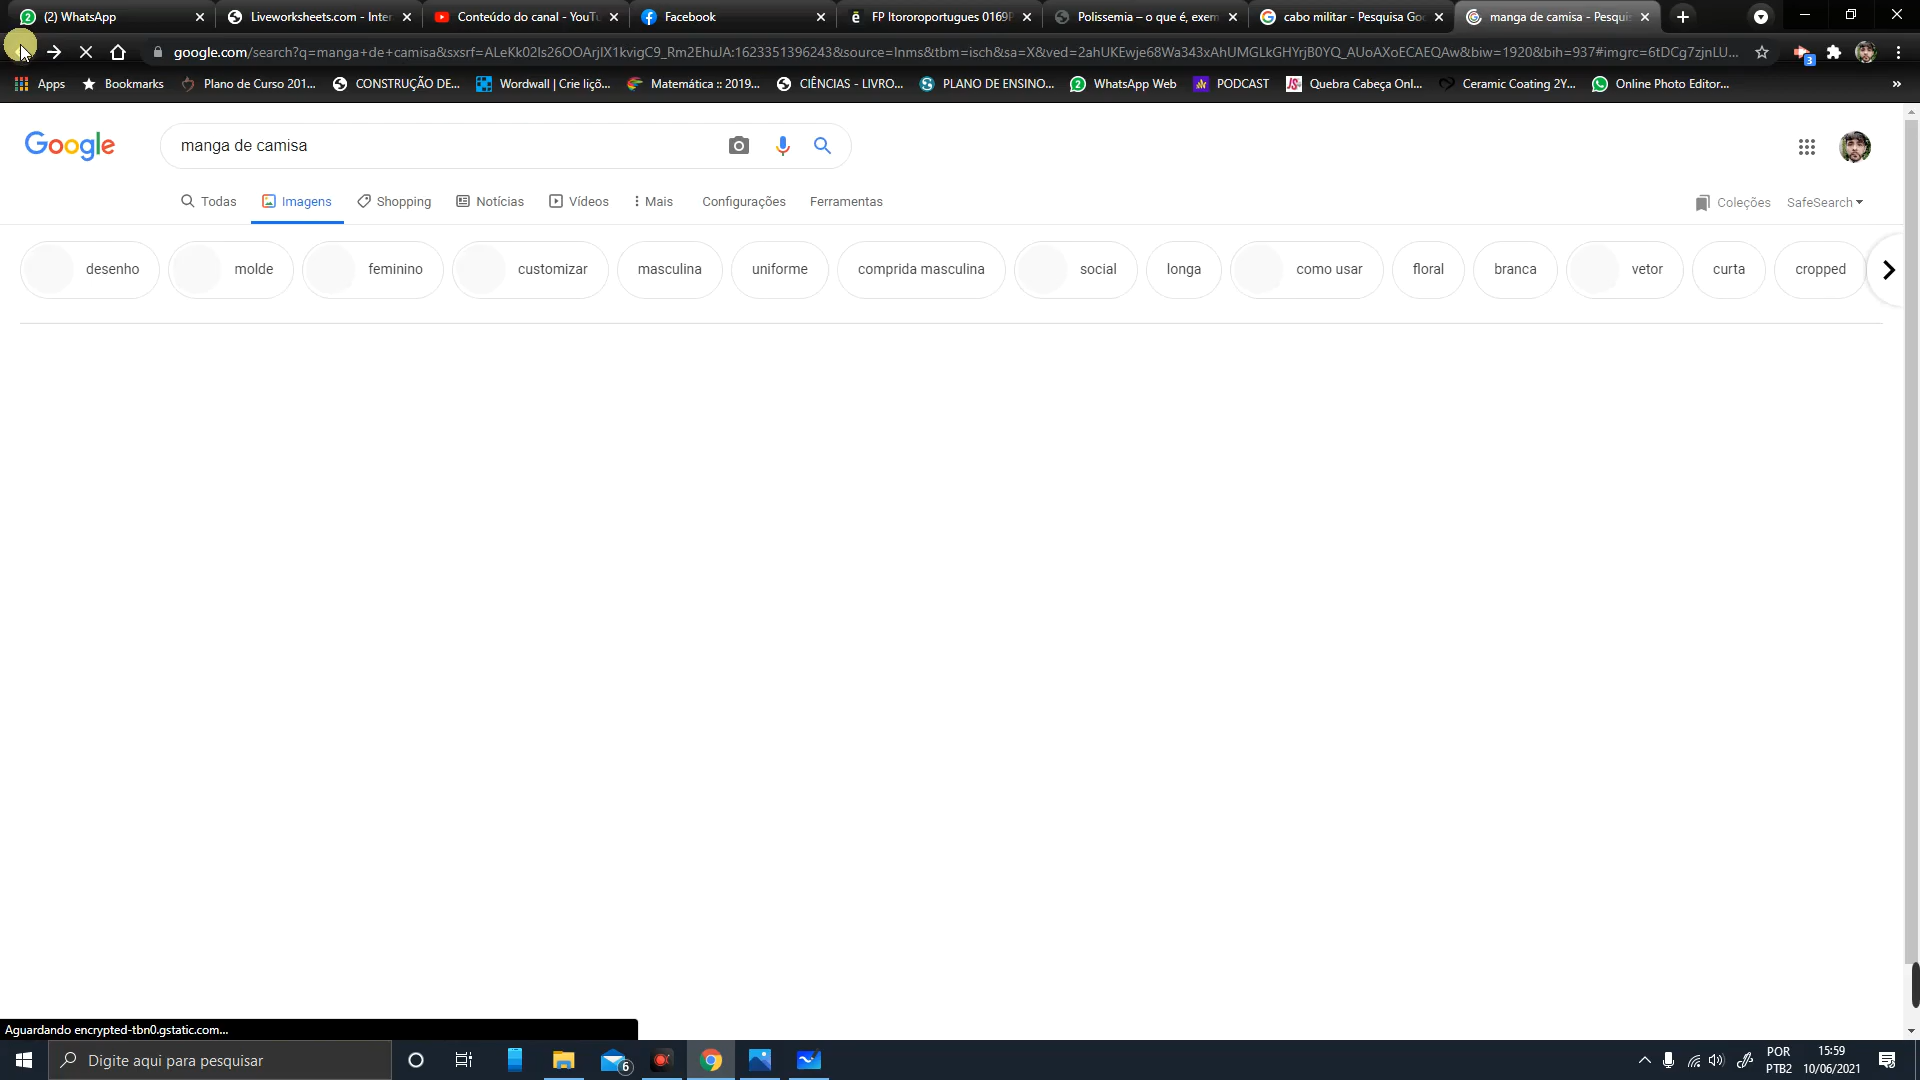 (2) WhatsApp
Liveworksheets.com - Inter
Conteúdo do canal - YouTu
Facebook
FP Itororoportugues 0169P
Polissemia – o que é, exem
cabo militar - Pesquisa Goo
manga de camisa - Pesquis
google.com/search?q=manga+de+camisa&sxsrf=ALeKk02ls26OOArjIX1kvigC9_Rm2EhuJA:1623351396243&source=lnms&tbm=isch&sa=X&ved=2ahUKEwje68Wa343xAhUMGLkGHYrjB0YQ_AUoAXoECAEQAw&biw=1920&bih=937#imgrc=6tDCg7zjnLU...
3
Apps
Bookmarks
Plano de Curso 201...
CONSTRUÇÃO DE...
Wordwall | Crie liçõ...
Matemática :: 2019...
CIÊNCIAS - LIVRO...
PLANO DE ENSINO...
WhatsApp Web
PODCAST
Quebra Cabeça Onl...
Ceramic Coating 2Y...
Online Photo Editor...
Google
manga de camisa
Todas
Imagens
Shopping
Notícias
Vídeos
Mais
Configurações
Ferramentas
Coleções
SafeSearch
desenho
molde
feminino
customizar
masculina
uniforme
comprida masculina
social
longa
como usar
floral
branca
vetor
curta
cropped
Aguardando encrypted-tbn0.gstatic.com...
Digite aqui para pesquisar
6
POR
PTB2
15:59
10/06/2021